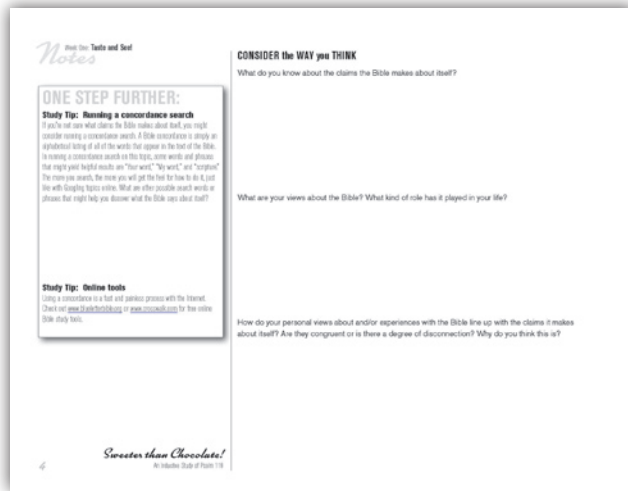 Week One: Taste and See!
Notes
ONE STEP FURTHER:
Study Tip: Running a concordance search
If you're not sure what claims the Bible makes about itself, you might
consider running a concordance search. A Bible concordance is simply an
alphabetical listing of all of the words that appear in the text of the Bible.
In running a concordance search on this topic, some words and phrases
that might yield helpful results are "Your word," "My word," and "scripture."
The more you search, the more you will get the feel for how to do it, just
like with Googling topics online. What are other possible search words or
phrases that might help you discover what the Bible says about itself?
Study Tip: Online tools
Using a concordance is a fast and painless process with the Internet.
Check out www.blueletterbible.org or www.crosswalk.com for free online
Bible study tools.
CONSIDER the WAY you THINK
What do you know about the claims the Bible makes about itself?
What are your views about the Bible? What kind of role has it played in your life?
How do your personal views about and/or experiences with the Bible line up with the claims it makes
about itself? Are they congruent or is there a degree of disconnection? Why do you think this is?
Sweeter than Chocolate!
An Inductive Study of Psalm 119
4